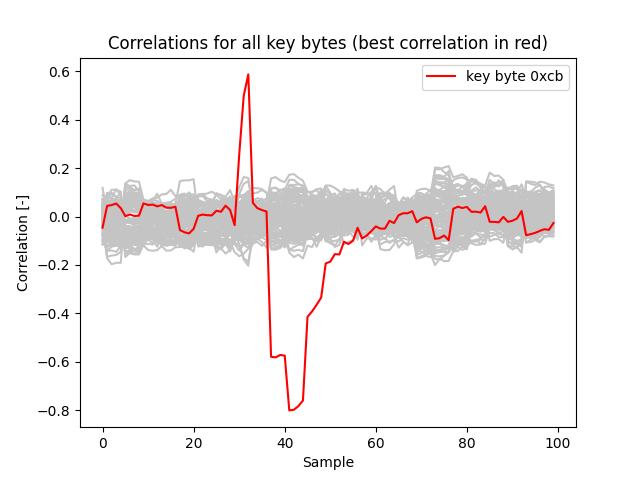 Correlations for all key bytes (best correlation in red)
key byte 0xcb
0.6
0.4
0.2
0.0
−0.2
−0.4
−0.6
−0.8
Correlation [-]
0 20 40 60 80 100
Sample